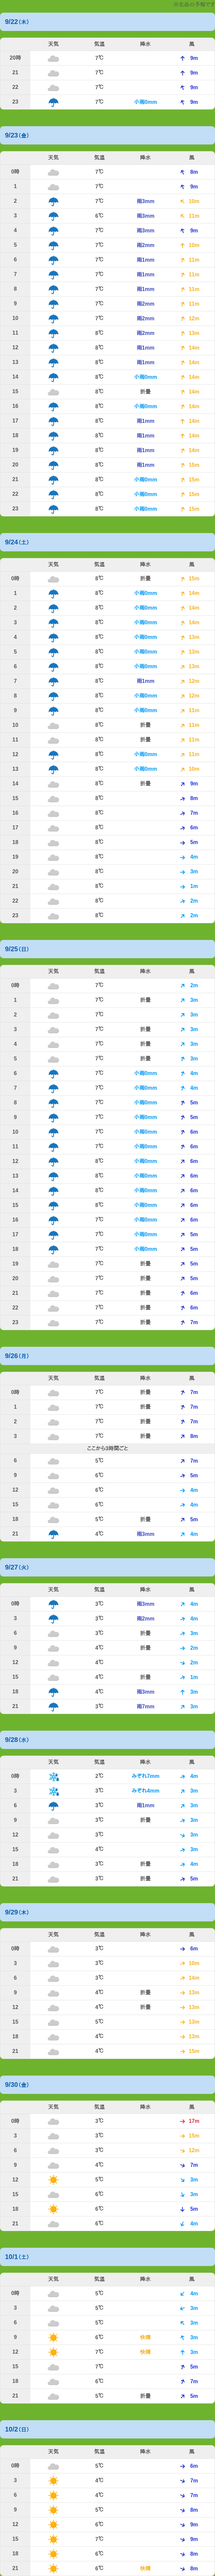 9/22(木)
天気 気温 降水 風
20時 7℃ 9m
21 7℃ 9m
22 7℃ 9m
23 7℃ 小雨0mm 9m
9/23(金)
天気 気温 降水 風
0時 7℃ 8m
1 7℃ 9m
2 7℃ 雨3mm 10m
3 6℃ 雨3mm 11m
4 7℃ 雨3mm 9m
5 7℃ 雨2mm 10m
6 7℃ 雨1mm 11m
7 7℃ 雨1mm 11m
8 7℃ 雨1mm 11m
9 7℃ 雨2mm 11m
10 7℃ 雨2mm 12m
11 8℃ 雨2mm 13m
12 8℃ 雨1mm 14m
13 8℃ 雨1mm 14m
14 8℃ 小雨0mm 14m
15 8℃ 折曇 14m
16 8℃ 小雨0mm 14m
17 8℃ 雨1mm 14m
18 8℃ 雨1mm 14m
19 8℃ 雨1mm 14m
20 8℃ 雨1mm 15m
21 8℃ 小雨0mm 15m
22 8℃ 小雨0mm 15m
23 8℃ 小雨0mm 15m
9/24(土)
天気 気温 降水 風
0時 8℃ 折曇 15m
1 8℃ 小雨0mm 14m
2 8℃ 小雨0mm 14m
3 8℃ 小雨0mm 14m
4 8℃ 小雨0mm 13m
5 8℃ 小雨0mm 13m
6 8℃ 小雨0mm 13m
7 8℃ 雨1mm 12m
8 8℃ 小雨0mm 12m
9 8℃ 小雨0mm 11m
10 8℃ 折曇 11m
11 8℃ 折曇 11m
12 8℃ 小雨0mm 11m
13 8℃ 小雨0mm 10m
14 8℃ 折曇 9m
15 8℃ 8m
16 8℃ 7m
17 8℃ 6m
18 8℃ 5m
19 8℃ 4m
20 8℃ 3m
21 8℃ 1m
22 8℃ 2m
23 8℃ 2m
9/25(日)
天気 気温 降水 風
0時 7℃ 2m
1 7℃ 折曇 3m
2 7℃ 3m
3 7℃ 折曇 3m
4 7℃ 折曇 3m
5 7℃ 折曇 3m
6 7℃ 小雨0mm 4m
7 7℃ 小雨0mm 4m
8 7℃ 小雨0mm 5m
9 7℃ 小雨0mm 5m
10 7℃ 小雨0mm 6m
11 7℃ 小雨0mm 6m
12 8℃ 小雨0mm 6m
13 8℃ 小雨0mm 6m
14 8℃ 小雨0mm 6m
15 8℃ 小雨0mm 6m
16 7℃ 小雨0mm 6m
17 7℃ 小雨0mm 5m
18 7℃ 小雨0mm 5m
19 7℃ 折曇 5m
20 7℃ 折曇 5m
21 7℃ 折曇 6m
22 7℃ 折曇 6m
23 7℃ 折曇 7m
9/26(月)
天気 気温 降水 風
0時 7℃ 折曇 7m
1 7℃ 折曇 7m
2 7℃ 折曇 7m
3 7℃ 折曇 8m
ここから3時間ごと
6 5℃ 7m
9 6℃ 5m
12 6℃ 4m
15 6℃ 4m
18 5℃ 折曇 5m
21 4℃ 雨3mm 4m
9/27(火)
天気 気温 降水 風
0時 3℃ 雨3mm 4m
3 3℃ 雨2mm 4m
6 3℃ 折曇 3m
9 4℃ 折曇 2m
12 4℃ 2m
15 4℃ 折曇 1m
18 4℃ 雨3mm 3m
21 3℃ 雨7mm 3m
9/28(水)
天気 気温 降水 風
0時 2℃ みぞれ7mm 4m
3 3℃ みぞれ4mm 3m
6 3℃ 雨1mm 3m
9 3℃ 折曇 3m
12 3℃ 3m
15 4℃ 3m
18 3℃ 折曇 4m
21 3℃ 折曇 5m
9/29(木)
天気 気温 降水 風
0時 3℃ 6m
3 3℃ 10m
6 3℃ 14m
9 4℃ 折曇 13m
12 4℃ 折曇 13m
15 5℃ 13m
18 4℃ 13m
21 4℃ 15m
9/30(金)
天気 気温 降水 風
0時 3℃ 17m
3 3℃ 15m
6 3℃ 12m
9 4℃ 7m
12 5℃ 3m
15 6℃ 3m
18 6℃ 5m
21 6℃ 4m
10/1(土)
天気 気温 降水 風
0時 5℃ 4m
3 5℃ 3m
6 5℃ 3m
9 6℃ 快晴 3m
12 7℃ 快晴 3m
15 7℃ 5m
18 6℃ 7m
21 5℃ 折曇 5m
10/2(日)
天気 気温 降水 風
0時 5℃ 6m
3 4℃ 7m
6 4℃ 7m
9 5℃ 8m
12 6℃ 9m
15 7℃ 9m
18 6℃ 8m
21 6℃ 快晴 8m